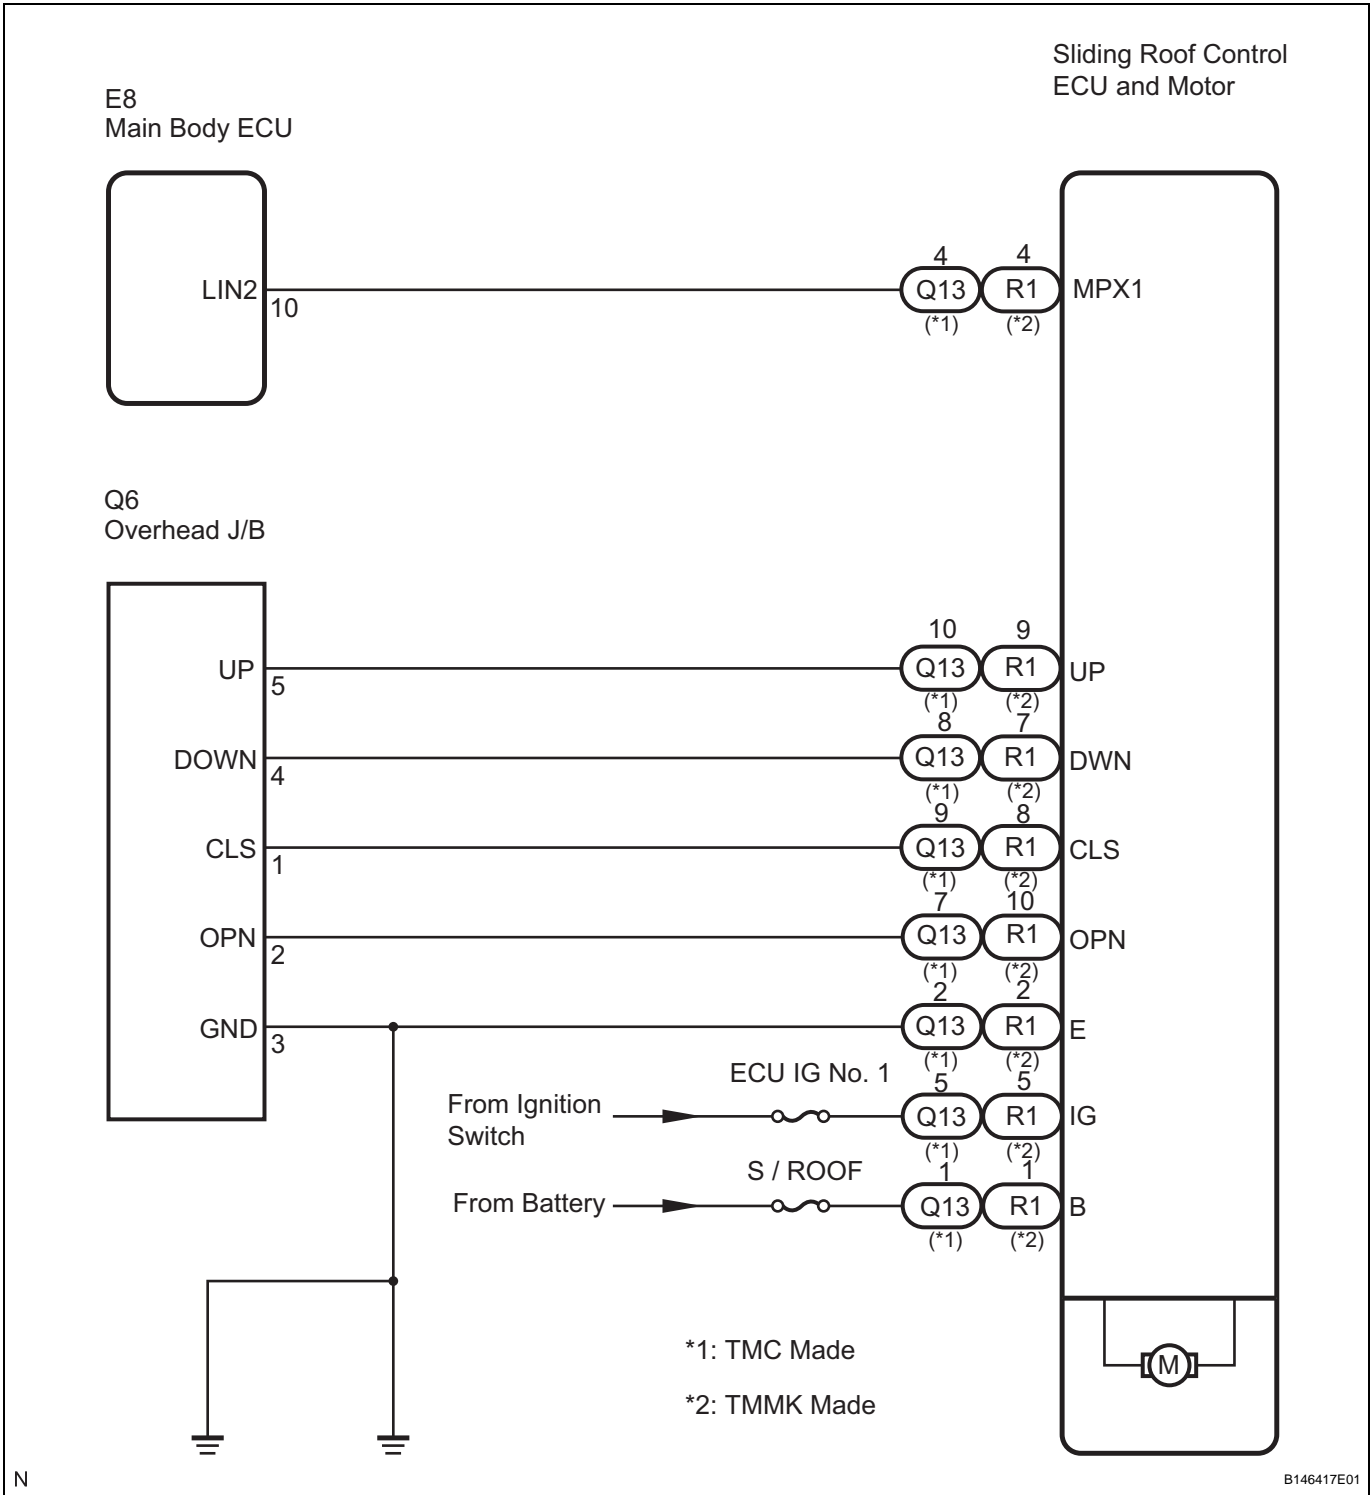 Sliding Roof Control
ECU and Motor
E8
Main Body ECU
4 4
LIN2 10 Q13 R1 MPX1
(*1) (*2)
Q6
Overhead J/B
10 9
UP 5 Q13 R1 UP
(*1) (*2)
8 7
DOWN 4 Q13 R1 DWN
(*1) (*2)
9 8
CLS 1 Q13 R1 CLS
(*1) (*2)
7 10
OPN 2 Q13 R1 OPN
(*1) (*2)
2 2
GND 3 Q13 R1 E
(*1) (*2)
ECU IG No. 1 5 5
From Ignition
Switch
Q13 R1 IG
(*1) (*2)
S / ROOF 1 1
From Battery Q13 R1 B
(*1) (*2)
*1: TMC Made
M
*2: TMMK Made
N
B146417E01